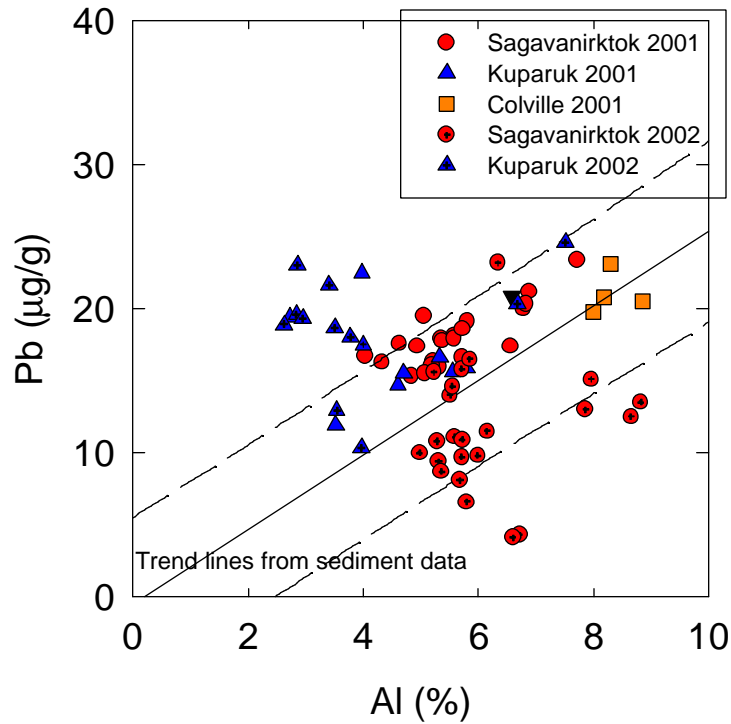 40
30
20
10
0
Pb (µg/g)
Sagavanirktok 2001
Kuparuk 2001
Colville 2001
Sagavanirktok 2002
Kuparuk 2002
Trend lines from sediment data
0 2 4 6 8 10
Al (%)